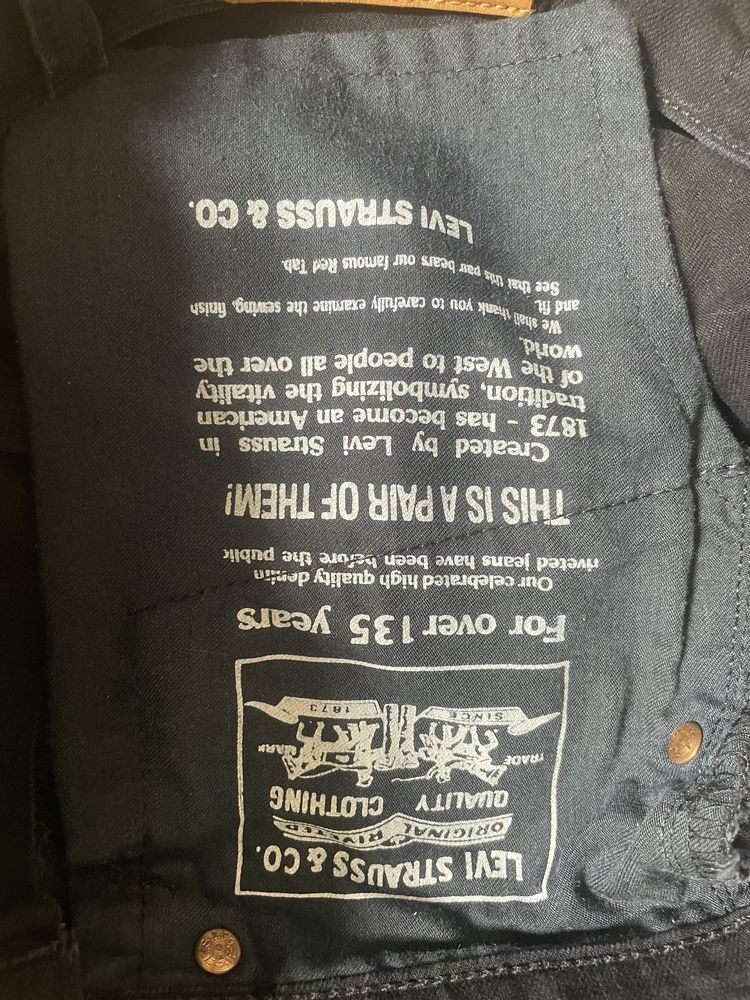 LEVI STRAUSS & CO.
ORIGINAL RIVETED
QUALITY CLOTHING
TRADE MARK
SINCE 1873
For over 135 years
Our celebrated high quality denim
riveted jeans have been before the public
THIS IS A PAIR OF THEM!
Created by Levi Strauss in
1873 - has become an American
tradition, symbolizing the vitality
of the West to people all over the
world.
We shall thank you to carefully examine the sewing, finish
and fit.
See that this pair bears our famous Red Tab.
LEVI STRAUSS & CO.